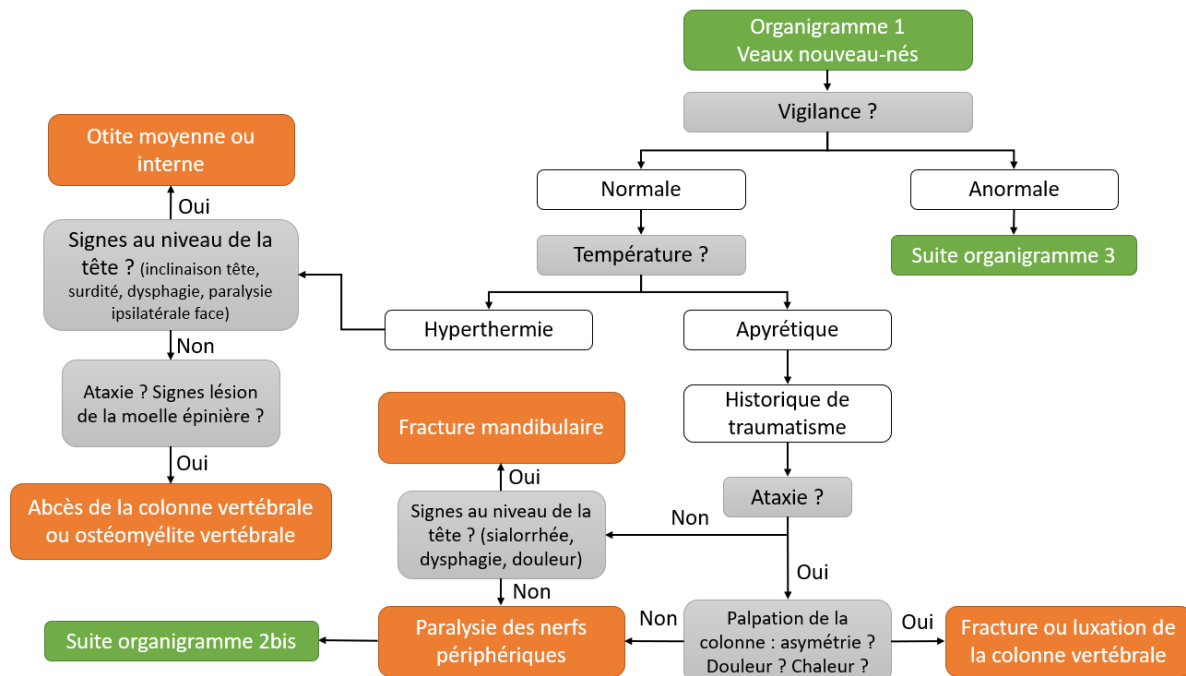 Organigramme 1
Veaux nouveau-nés
Vigilance ?
Otite moyenne ou
interne
Normale
Anormale
Oui
Signes au niveau de la
tête ? (inclinaison tête,
surdité, dysphagie, paralysie
ipsilatérale face)
Température ?
Suite organigramme 3
Hyperthermie
Apyrétique
Non
Ataxie ? Signes lésion
de la moelle épinière ?
Historique de
traumatisme
Fracture mandibulaire
Oui
Oui
Abcès de la colonne vertébrale
ou ostéomyélite vertébrale
Ataxie ?
Signes au niveau de la
tête ? (sialorrhée,
dysphagie, douleur)
Non
Oui
Non
Suite organigramme 2bis
Paralysie des nerfs
périphériques
Non
Palpation de la
colonne : asymétrie ?
Douleur ? Chaleur ?
Oui
Fracture ou luxation de
la colonne vertébrale